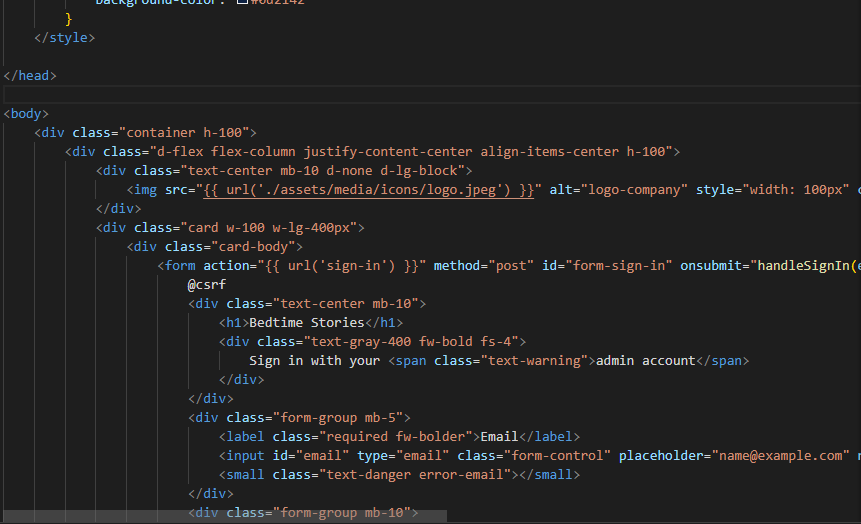 background-color: #6d2142
}
</style>
</head>
<body>
<div class="container h-100">
<div class="d-flex flex-column justify-content-center align-items-center h-100">
<div class="text-center mb-10 d-none d-lg-block">
<img src="{{ url('./assets/media/icons/logo.jpeg') }}" alt="logo-company" style="width: 100px"
</div>
<div class="card w-100 w-lg-400px">
<div class="card-body">
<form action="{{ url('sign-in') }}" method="post" id="form-sign-in" onsubmit="handleSignIn(
@csrf
<div class="text-center mb-10">
<h1>Bedtime Stories</h1>
<div class="text-gray-400 fw-bold fs-4">
Sign in with your <span class="text-warning">admin account</span>
</div>
</div>
<div class="form-group mb-5">
<label class="required fw-bolder">Email</label>
<input id="email" type="email" class="form-control" placeholder="name@example.com"
<small class="text-danger error-email"></small>
</div>
<div class="form-group mb-10">